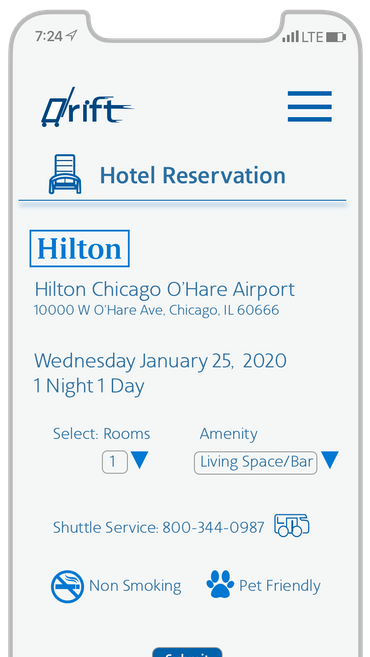 7:24 LTE
Drift
Hotel Reservation
Hilton
Hilton Chicago O'Hare Airport
10000 W O'Hare Ave, Chicago, IL 60666
Wednesday January 25, 2020
1 Night 1 Day
Select: Rooms Amenity
1 Living Space/Bar
Shuttle Service: 800-344-0987
Non Smoking Pet Friendly
Submit